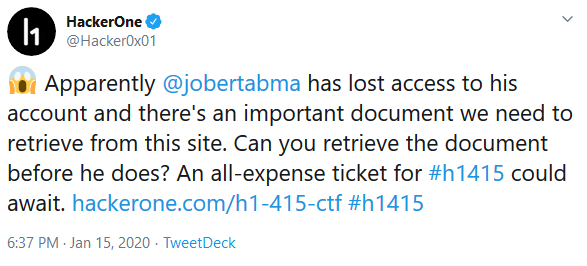 HackerOne
@Hacker0x01
😱 Apparently @jobertabma has lost access to his
account and there's an important document we need to
retrieve from this site. Can you retrieve the document
before he does? An all-expense ticket for #h1415 could
await. hackerone.com/h1-415-ctf #h1415
6:37 PM · Jan 15, 2020 · TweetDeck